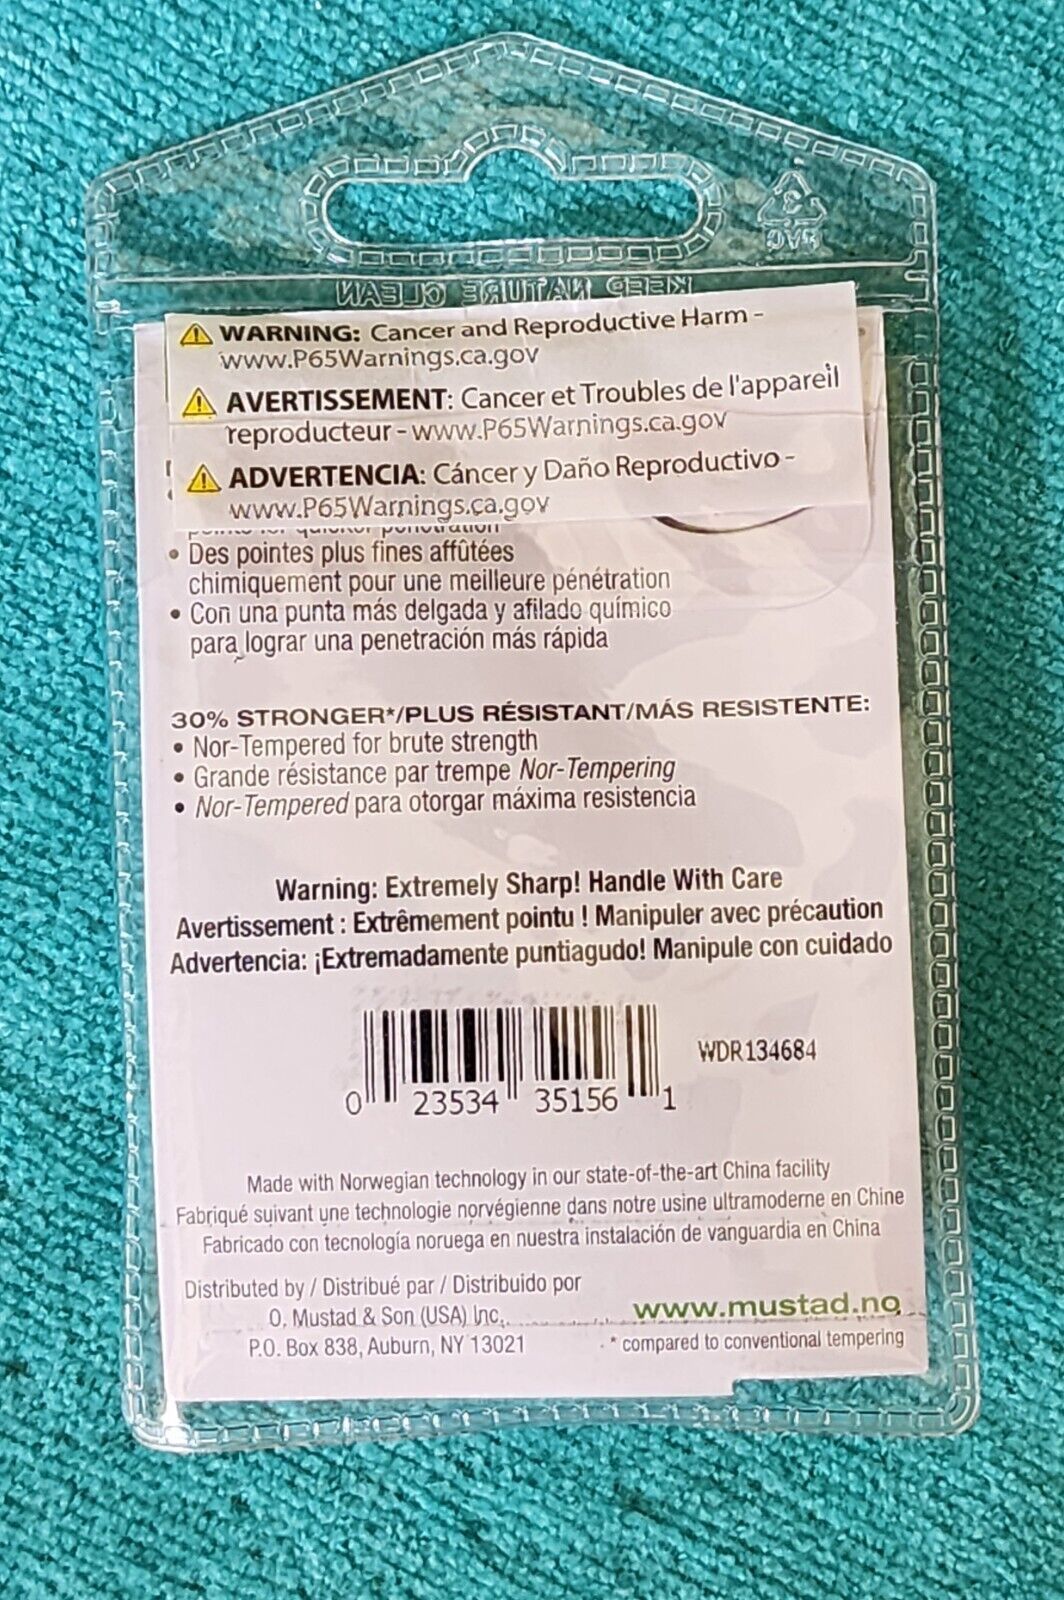 3
PVC
KEEP NATURE CLEAN
WARNING: Cancer and Reproductive Harm -
www.P65Warnings.ca.gov
AVERTISSEMENT: Cancer et Troubles de l'appareil
reproducteur - www.P65Warnings.ca.gov
ADVERTENCIA: Cáncer y Daño Reproductivo -
www.P65Warnings.ca.gov
points for quicker penetration
• Des pointes plus fines affûtées
chimiquement pour une meilleure pénétration
• Con una punta más delgada y afilado químico
para lograr una penetración más rápida
30% STRONGER*/PLUS RÉSISTANT/MÁS RESISTENTE:
• Nor-Tempered for brute strength
• Grande résistance par trempe Nor-Tempering
• Nor-Tempered para otorgar máxima resistencia
Warning: Extremely Sharp! Handle With Care
Avertissement : Extrêmement pointu ! Manipuler avec précaution
Advertencia: ¡Extremadamente puntiagudo! Manipule con cuidado
WDR134684
0 23534 35156 1
Made with Norwegian technology in our state-of-the-art China facility
Fabriqué suivant une technologie norvégienne dans notre usine ultramoderne en Chine
Fabricado con tecnología noruega en nuestra instalación de vanguardia en China
Distributed by / Distribué par / Distribuido por
O. Mustad & Son (USA) Inc.
P.O. Box 838, Auburn, NY 13021
www.mustad.no
* compared to conventional tempering